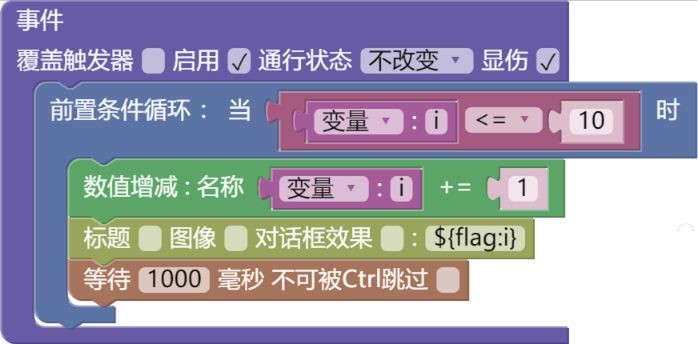 事件
覆盖触发器 启用 ✓ 通行状态 不改变 显伤 ✓
前置条件循环： 当 变量 : i <= 10 时
数值增减 : 名称 变量 : i += 1
标题 图像 对话框效果 : ${flag:i}
等待 1000 毫秒 不可被Ctrl跳过